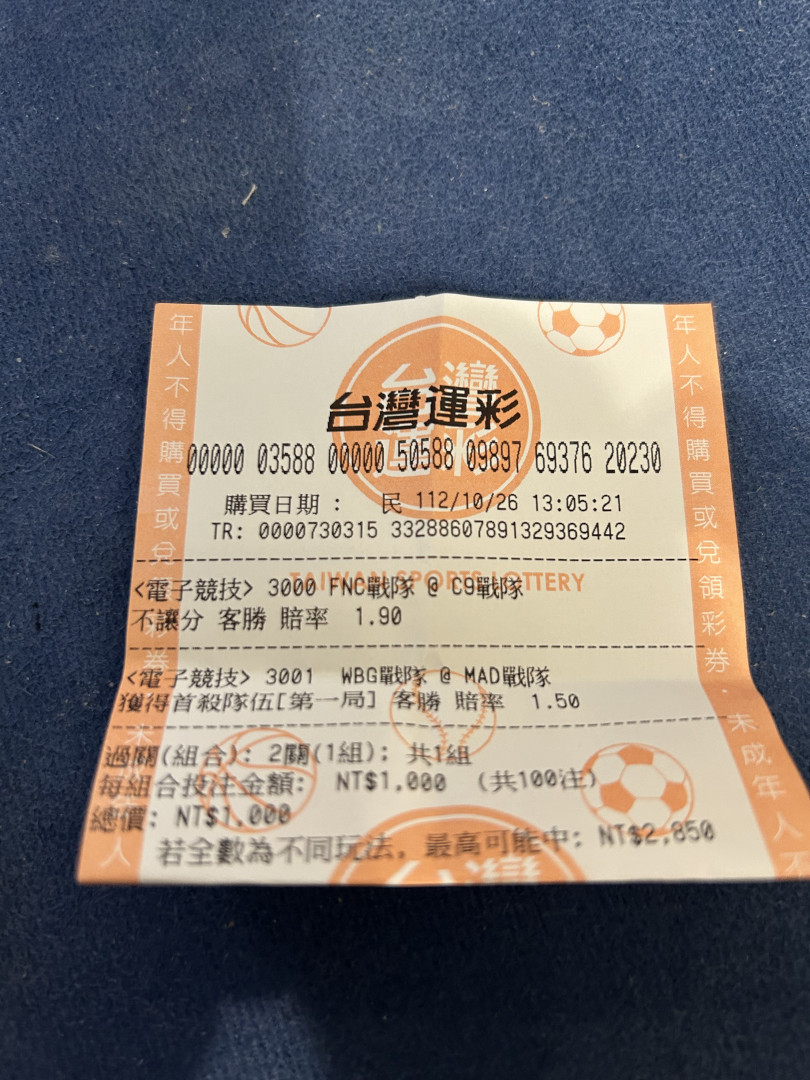 台灣運彩
00000 03588 00000 50588 09897 69376 20230
購買日期： 民 112/10/26 13:05:21
TR: 0000730315 33288607891329369442
TAIWAN SPORTS LOTTERY
<電子競技> 3000 FNC戰隊 @ C9戰隊
不讓分 客勝 賠率 1.90
<電子競技> 3001 WBG戰隊 @ MAD戰隊
獲得首殺隊伍[第一局] 客勝 賠率 1.50
過關(組合): 2關(1組): 共1組
每組合投注金額: NT$1,000 (共100注)
總價: NT$1,000
若全數為不同玩法, 最高可能中: NT$2,850
年人不得購買或兌領彩券
未成年人
年人不得購買或兌領彩券．未成年人不